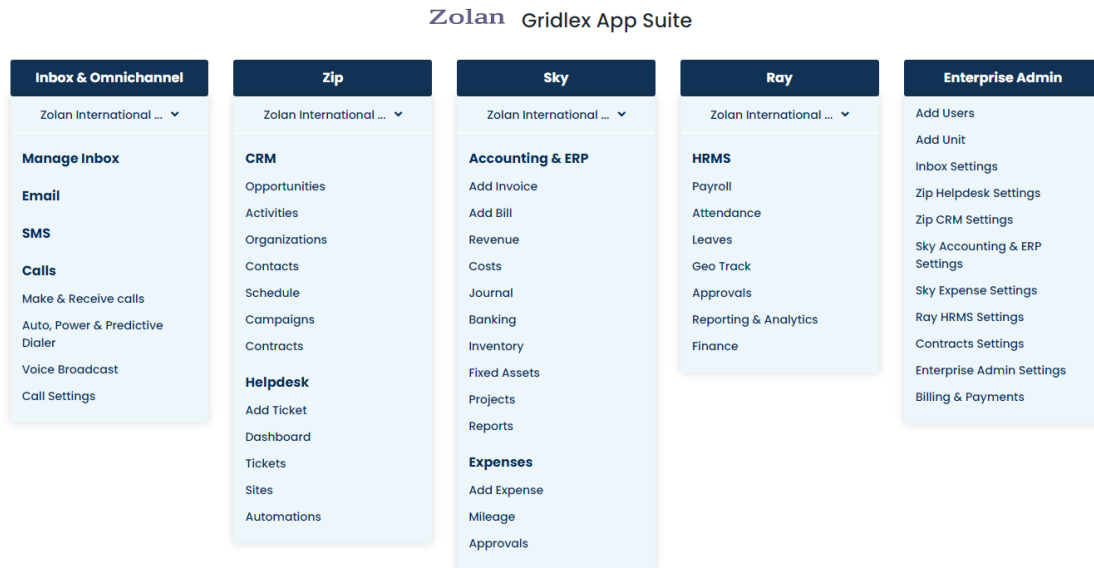 Zolan Gridlex App Suite
Inbox & Omnichannel
Zolan International ...
Manage Inbox
Email
SMS
Calls
Make & Receive calls
Auto, Power & Predictive
Dialer
Voice Broadcast
Call Settings
Zip
Zolan International ...
CRM
Opportunities
Activities
Organizations
Contacts
Schedule
Campaigns
Contracts
Helpdesk
Add Ticket
Dashboard
Tickets
Sites
Automations
Sky
Zolan International ...
Accounting & ERP
Add Invoice
Add Bill
Revenue
Costs
Journal
Banking
Inventory
Fixed Assets
Projects
Reports
Expenses
Add Expense
Mileage
Approvals
Ray
Zolan International ...
HRMS
Payroll
Attendance
Leaves
Geo Track
Approvals
Reporting & Analytics
Finance
Enterprise Admin
Add Users
Add Unit
Inbox Settings
Zip Helpdesk Settings
Zip CRM Settings
Sky Accounting & ERP
Settings
Sky Expense Settings
Ray HRMS Settings
Contracts Settings
Enterprise Admin Settings
Billing & Payments